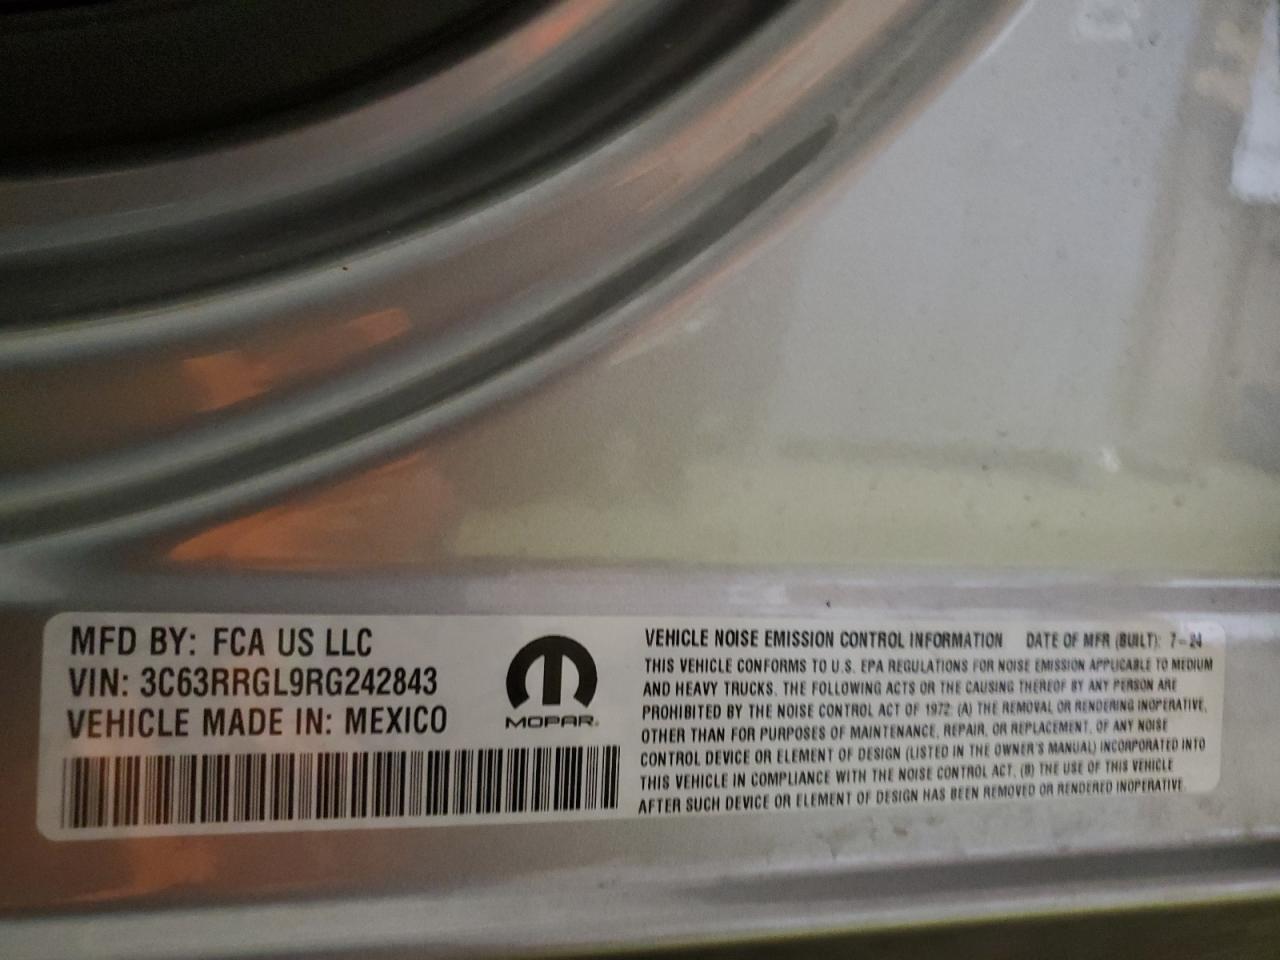 MFD BY: FCA US LLC
VIN: 3C63RRGL9RG242843
VEHICLE MADE IN: MEXICO
MOPAR®
VEHICLE NOISE EMISSION CONTROL INFORMATION DATE OF MFR (BUILT): 7-24
THIS VEHICLE CONFORMS TO U.S. EPA REGULATIONS FOR NOISE EMISSION APPLICABLE TO MEDIUM
AND HEAVY TRUCKS. THE FOLLOWING ACTS OR THE CAUSING THEREOF BY ANY PERSON ARE
PROHIBITED BY THE NOISE CONTROL ACT OF 1972: (A) THE REMOVAL OR RENDERING INOPERATIVE,
OTHER THAN FOR PURPOSES OF MAINTENANCE, REPAIR, OR REPLACEMENT, OF ANY NOISE
CONTROL DEVICE OR ELEMENT OF DESIGN (LISTED IN THE OWNER'S MANUAL) INCORPORATED INTO
THIS VEHICLE IN COMPLIANCE WITH THE NOISE CONTROL ACT. (B) THE USE OF THIS VEHICLE
AFTER SUCH DEVICE OR ELEMENT OF DESIGN HAS BEEN REMOVED OR RENDERED INOPERATIVE.